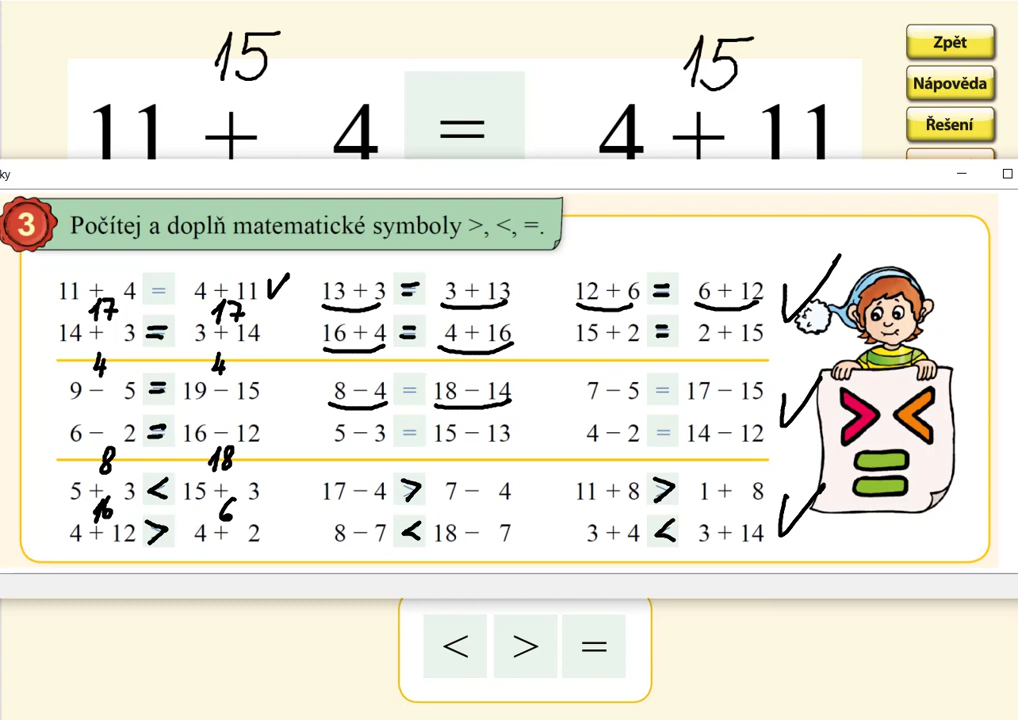 15 15
11 + 4 = 4 + 11
Zpět
Nápověda
Řešení
ky
3 Počítej a doplň matematické symboly >, <, =.
11 + 4 = 4 + 11 13 + 3 = 3 + 13 12 + 6 = 6 + 12
17 17
14 + 3 = 3 + 14 16 + 4 = 4 + 16 15 + 2 = 2 + 15
4 4
9 − 5 = 19 − 15 8 − 4 = 18 − 14 7 − 5 = 17 − 15
6 − 2 = 16 − 12 5 − 3 = 15 − 13 4 − 2 = 14 − 12
8 18
5 + 3 < 15 + 3 17 − 4 > 7 − 4 11 + 8 > 1 + 8
16 6
4 + 12 > 4 + 2 8 − 7 < 18 − 7 3 + 4 < 3 + 14
> <
=
< > =